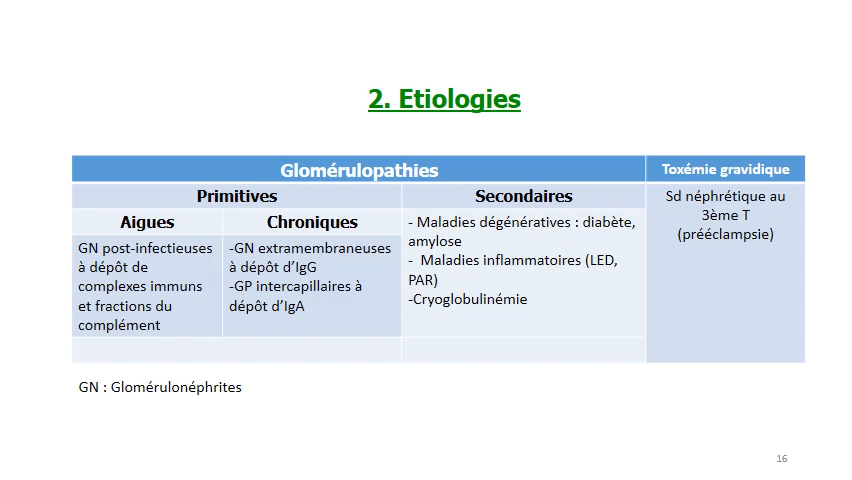 2. Etiologies
Glomérulopathies
Toxémie gravidique
Primitives
Secondaires
Sd néphrétique au
3ème T
(prééclampsie)
Aigues
Chroniques
- Maladies dégénératives : diabète,
amylose
-  Maladies inflammatoires (LED,
PAR)
-Cryoglobulinémie
GN post-infectieuses
à dépôt de
complexes immuns
et fractions du
complément
-GN extramembraneuses
à dépôt d’IgG
-GP intercapillaires à
dépôt d’IgA
GN : Glomérulonéphrites
16